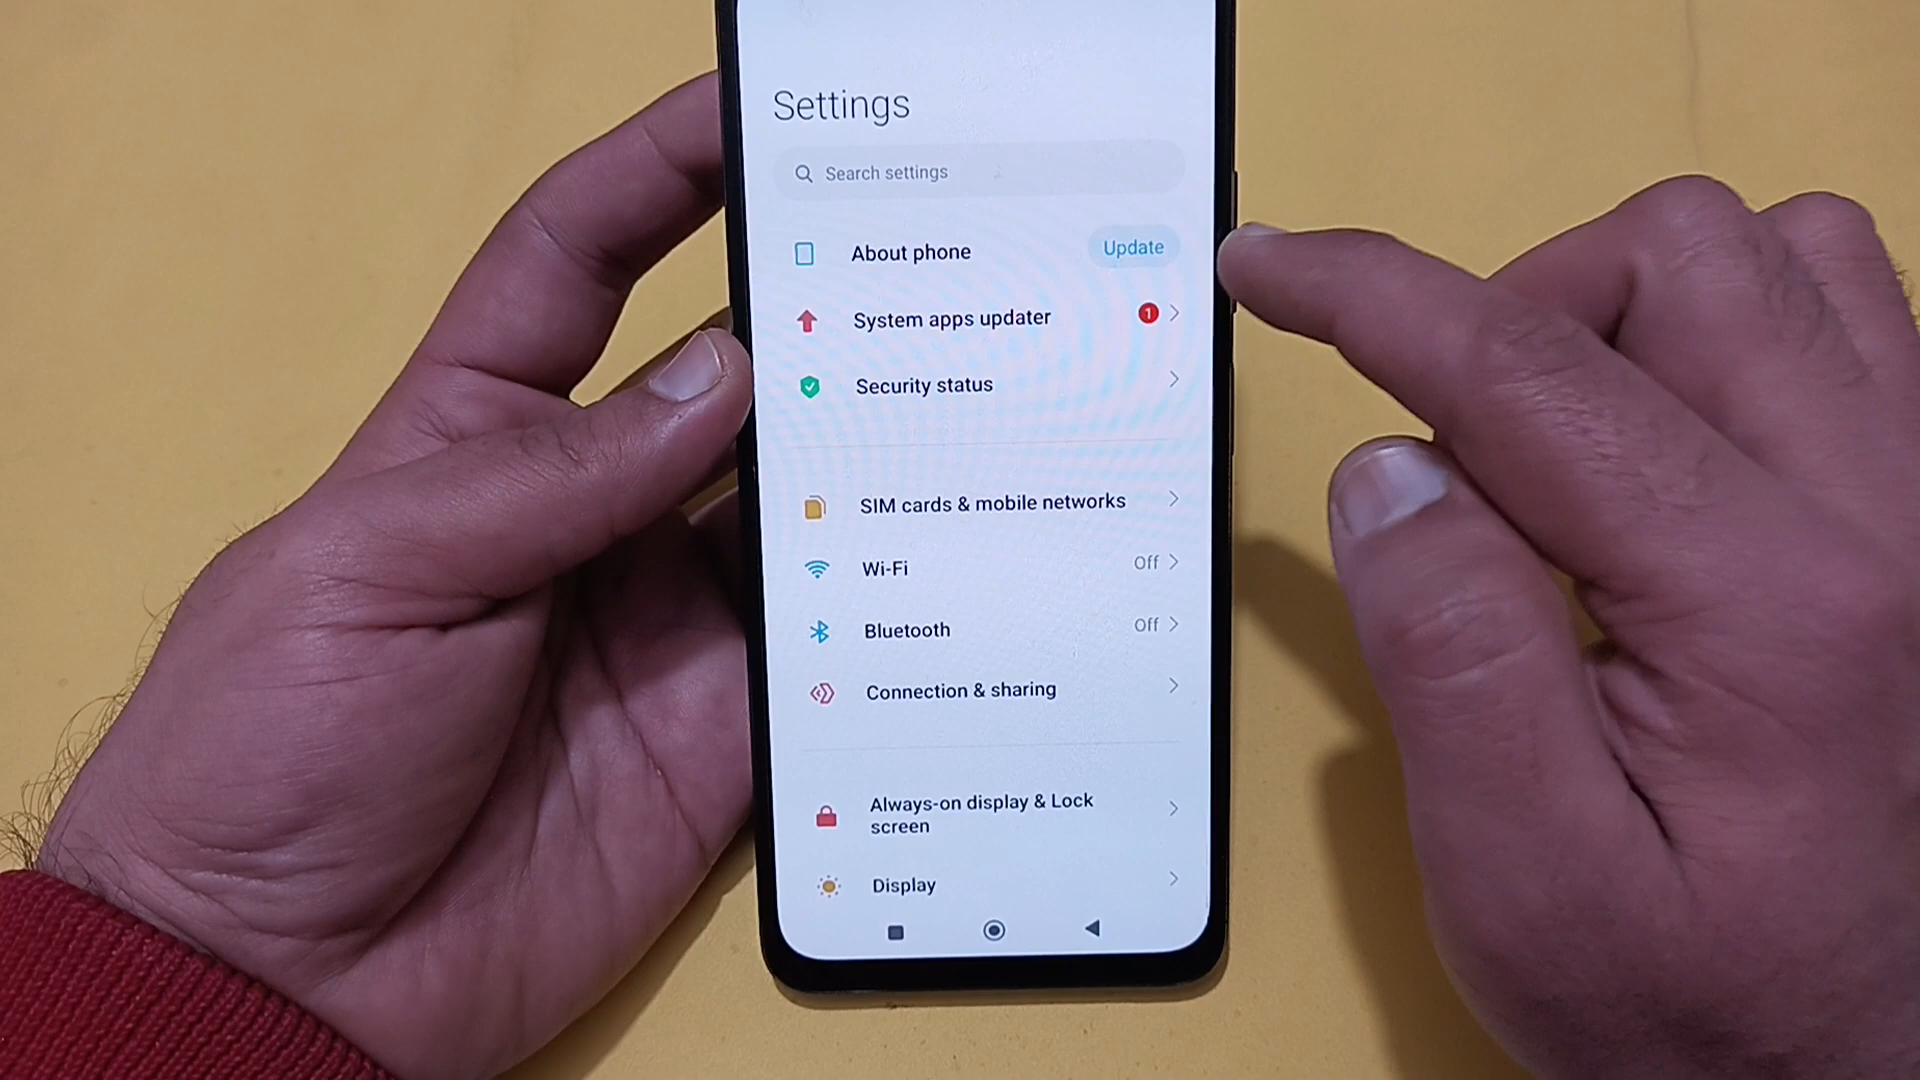 Settings
Search settings
About phone Update
System apps updater 1
Security status
SIM cards & mobile networks
Wi-Fi Off
Bluetooth Off
Connection & sharing
Always-on display & Lock
screen
Display